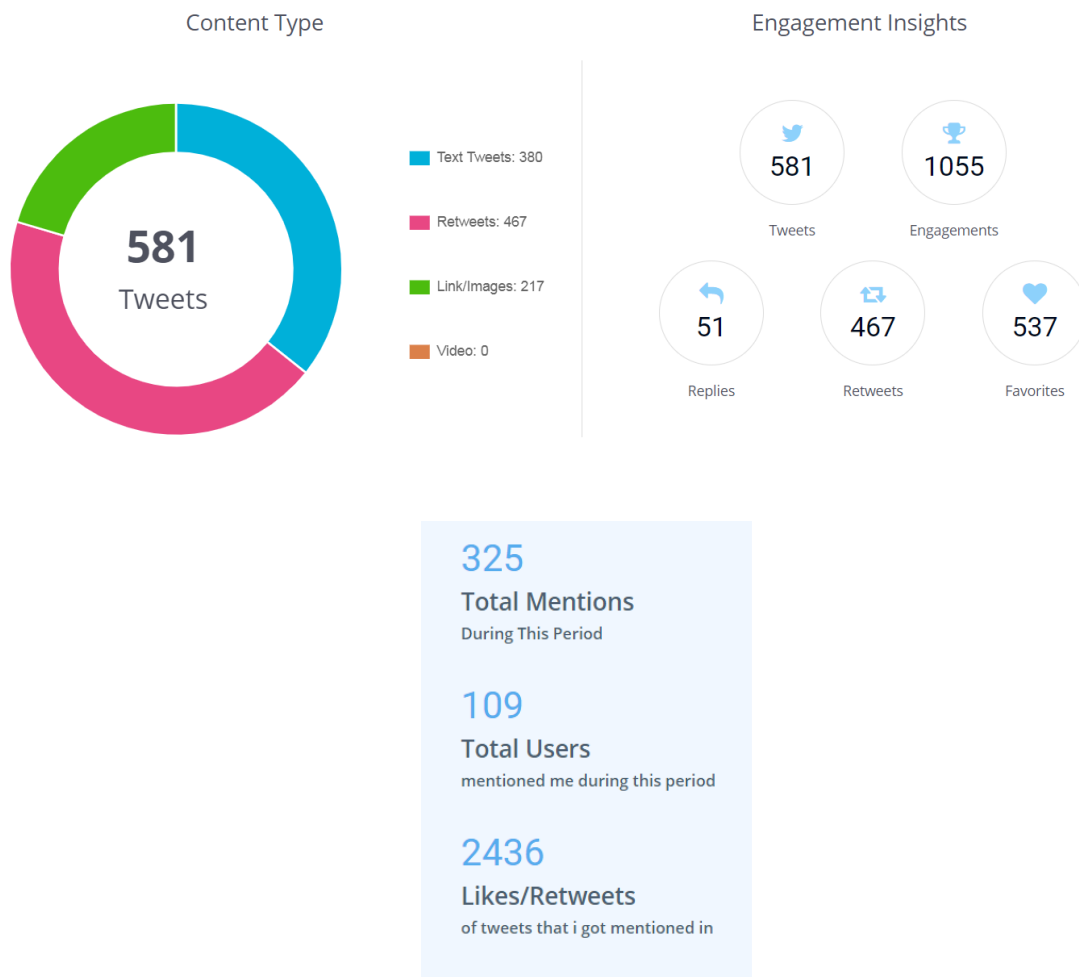 Content Type
581
Tweets
Text Tweets: 380
Retweets: 467
Link/Images: 217
Video: 0
Engagement Insights
581
Tweets
1055
Engagements
51
Replies
467
Retweets
537
Favorites
325
Total Mentions
During This Period
109
Total Users
mentioned me during this period
2436
Likes/Retweets
of tweets that i got mentioned in